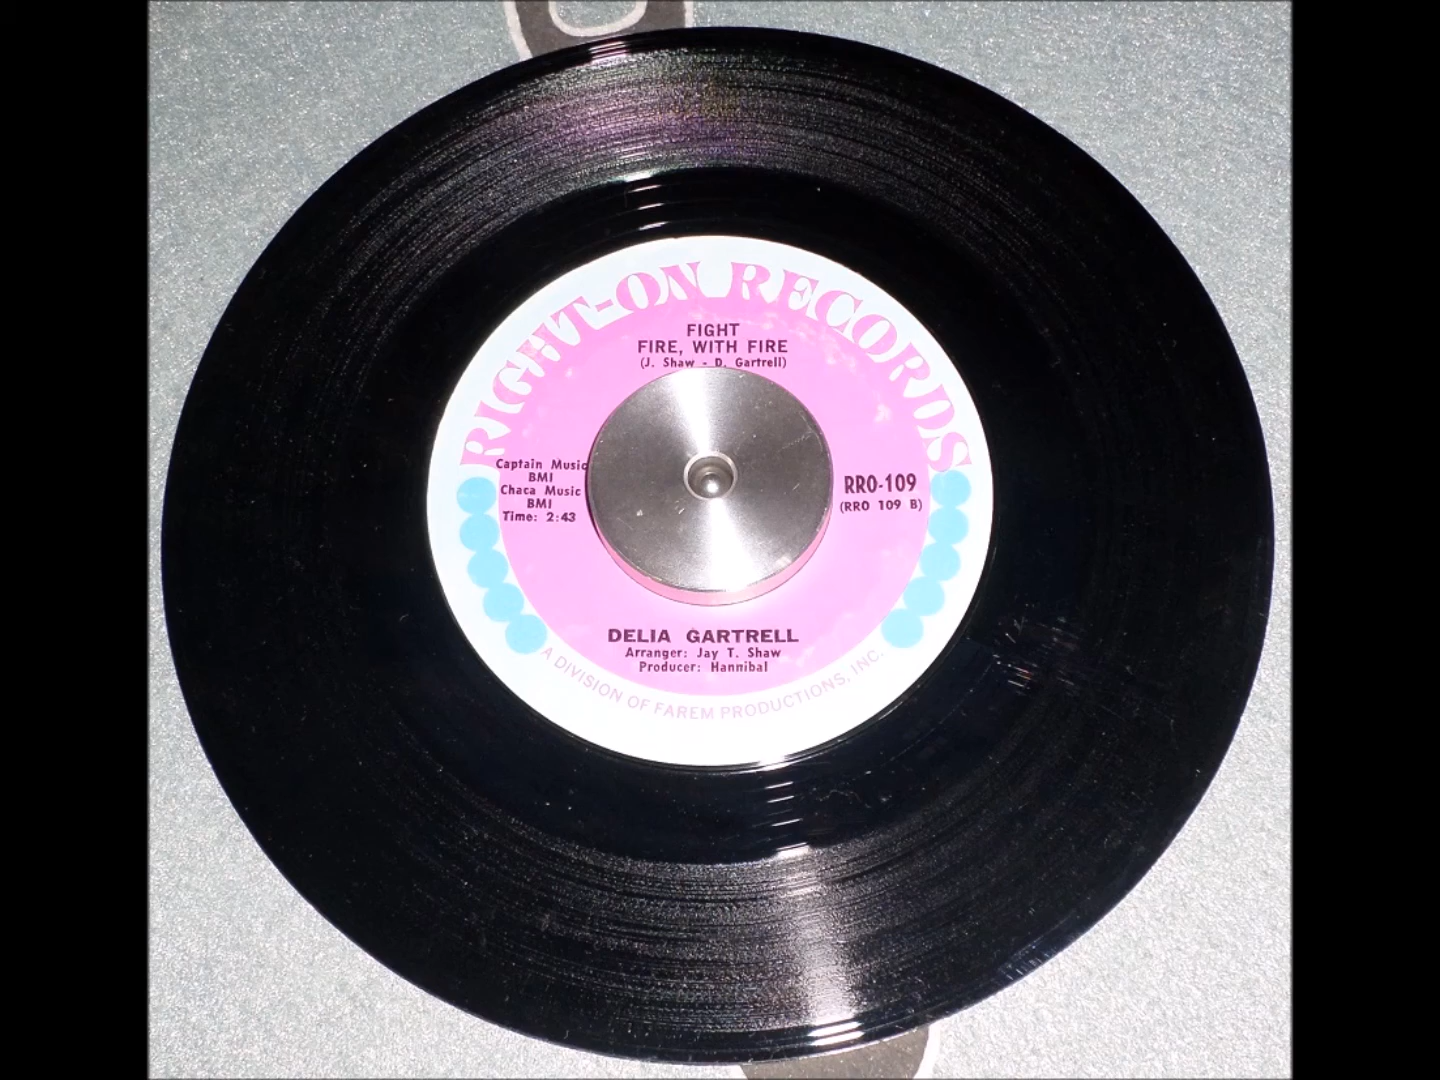 RIGHT-ON RECORDS
FIGHT
FIRE, WITH FIRE
(J. Shaw - D. Gartrell)
Captain Music
BMI
Chaca Music
BMI
Time: 2:43
RRO-109
(RRO 109 B)
DELIA GARTRELL
Arranger: Jay T. Shaw
Producer: Hannibal
A DIVISION OF FAREM PRODUCTIONS, INC.